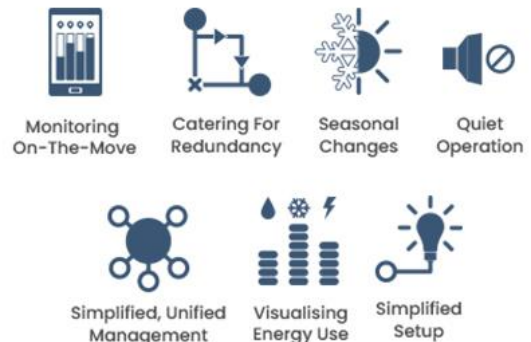 Monitoring
On-The-Move
Catering For
Redundancy
Seasonal
Changes
Quiet
Operation
Simplified, Unified
Management
Visualising
Energy Use
Simplified
Setup